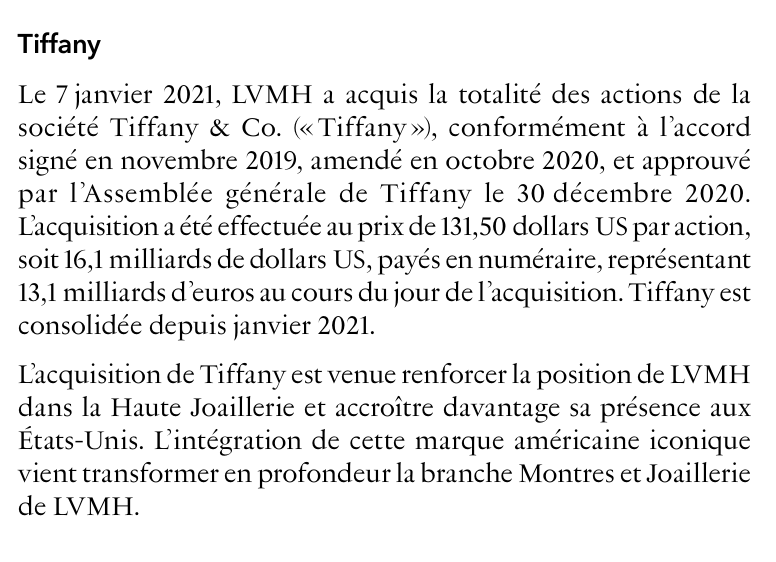 Tiffany
Le 7 janvier 2021, LVMH a acquis la totalité des actions de la
société Tiffany & Co. (« Tiffany »), conformément à l’accord
signé en novembre 2019, amendé en octobre 2020, et approuvé
par l’Assemblée générale de Tiffany le 30 décembre 2020.
L’acquisition a été effectuée au prix de 131,50 dollars US par action,
soit 16,1 milliards de dollars US, payés en numéraire, représentant
13,1 milliards d’euros au cours du jour de l’acquisition. Tiffany est
consolidée depuis janvier 2021.
L’acquisition de Tiffany est venue renforcer la position de LVMH
dans la Haute Joaillerie et accroître davantage sa présence aux
États-Unis. L’intégration de cette marque américaine iconique
vient transformer en profondeur la branche Montres et Joaillerie
de LVMH.